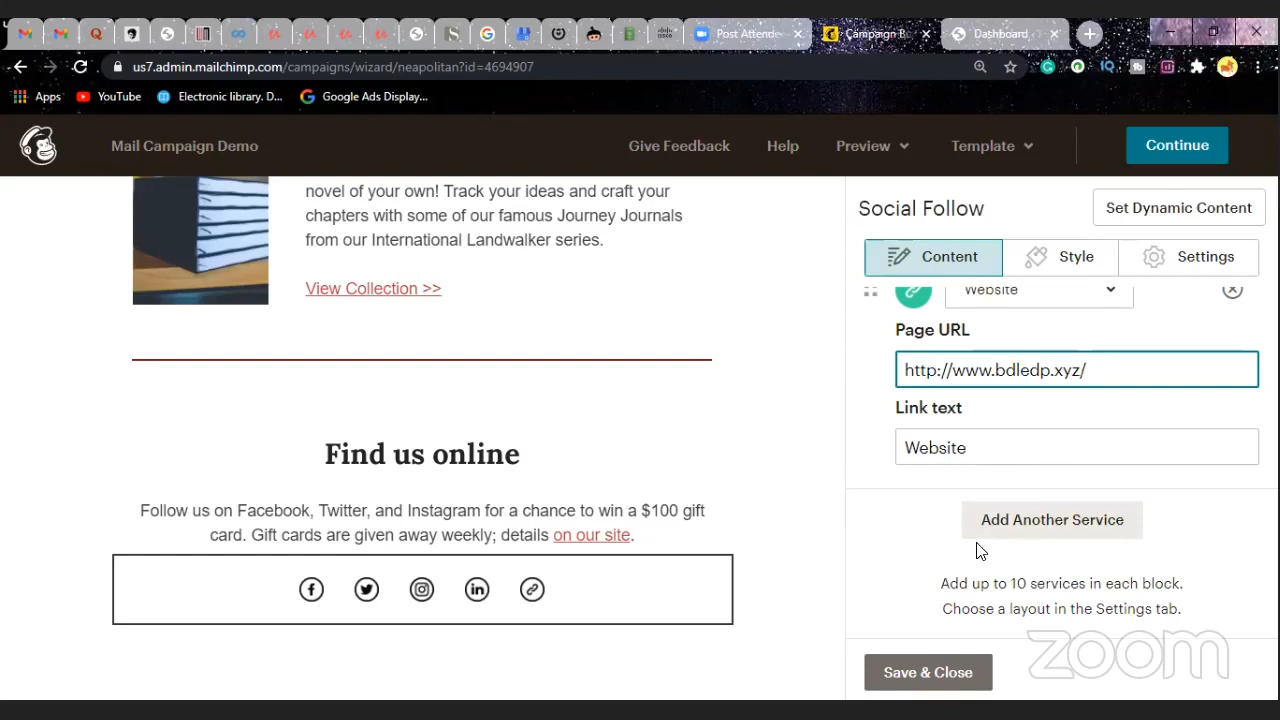 Post Attende
Campaign B
Dashboard
us7.admin.mailchimp.com/campaigns/wizard/neapolitan?id=4694907
Apps
YouTube
Electronic library. D...
Google Ads Display...
Mail Campaign Demo
Give Feedback
Help
Preview
Template
Continue
novel of your own! Track your ideas and craft your
chapters with some of our famous Journey Journals
from our International Landwalker series.
View Collection >>
Find us online
Follow us on Facebook, Twitter, and Instagram for a chance to win a $100 gift
card. Gift cards are given away weekly; details on our site.
Social Follow
Set Dynamic Content
Content
Style
Settings
Website
Page URL
http://www.bdledp.xyz/
Link text
Website
Add Another Service
Add up to 10 services in each block.
Choose a layout in the Settings tab.
Save & Close
zoom